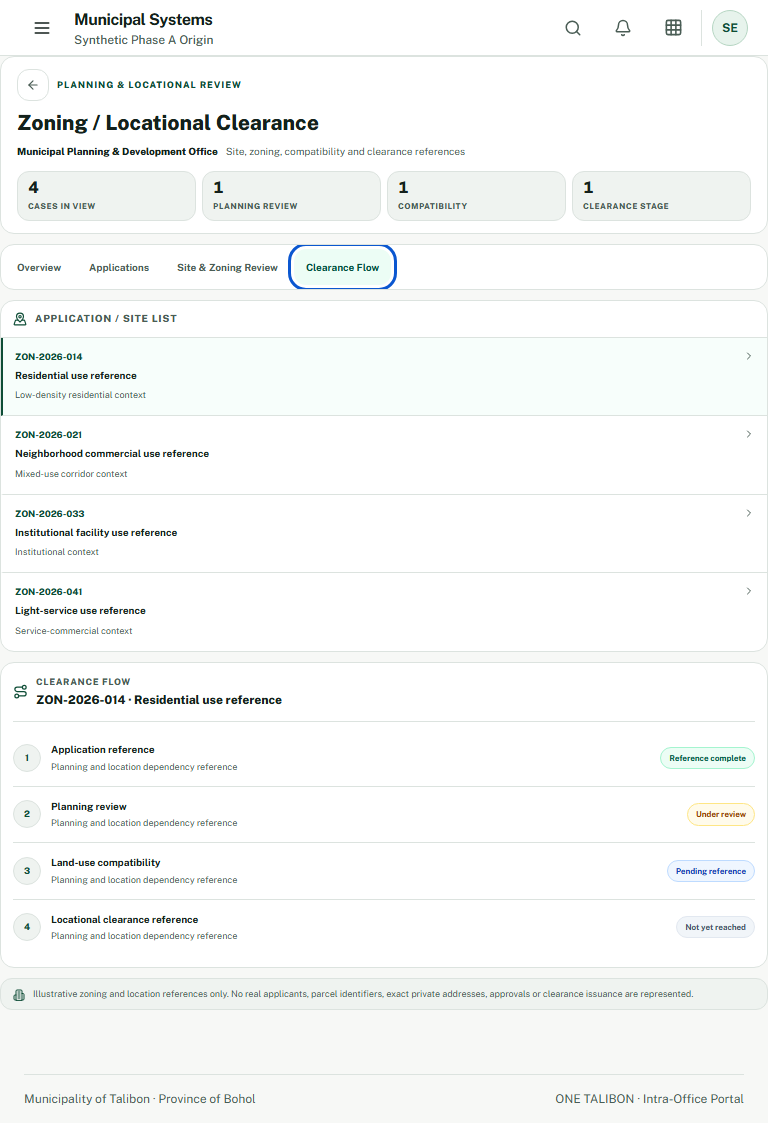 Municipal Systems
Synthetic Phase A Origin
SE
PLANNING & LOCATIONAL REVIEW
Zoning / Locational Clearance
Municipal Planning & Development Office Site, zoning, compatibility and clearance references
4
CASES IN VIEW
1
PLANNING REVIEW
1
COMPATIBILITY
1
CLEARANCE STAGE
Overview Applications Site & Zoning Review Clearance Flow
APPLICATION / SITE LIST
ZON-2026-014
Residential use reference
Low-density residential context
ZON-2026-021
Neighborhood commercial use reference
Mixed-use corridor context
ZON-2026-033
Institutional facility use reference
Institutional context
ZON-2026-041
Light-service use reference
Service-commercial context
CLEARANCE FLOW
ZON-2026-014 · Residential use reference
1
Application reference
Planning and location dependency reference
Reference complete
2
Planning review
Planning and location dependency reference
Under review
3
Land-use compatibility
Planning and location dependency reference
Pending reference
4
Locational clearance reference
Planning and location dependency reference
Not yet reached
Illustrative zoning and location references only. No real applicants, parcel identifiers, exact private addresses, approvals or clearance issuance are represented.
Municipality of Talibon · Province of Bohol
ONE TALIBON · Intra-Office Portal